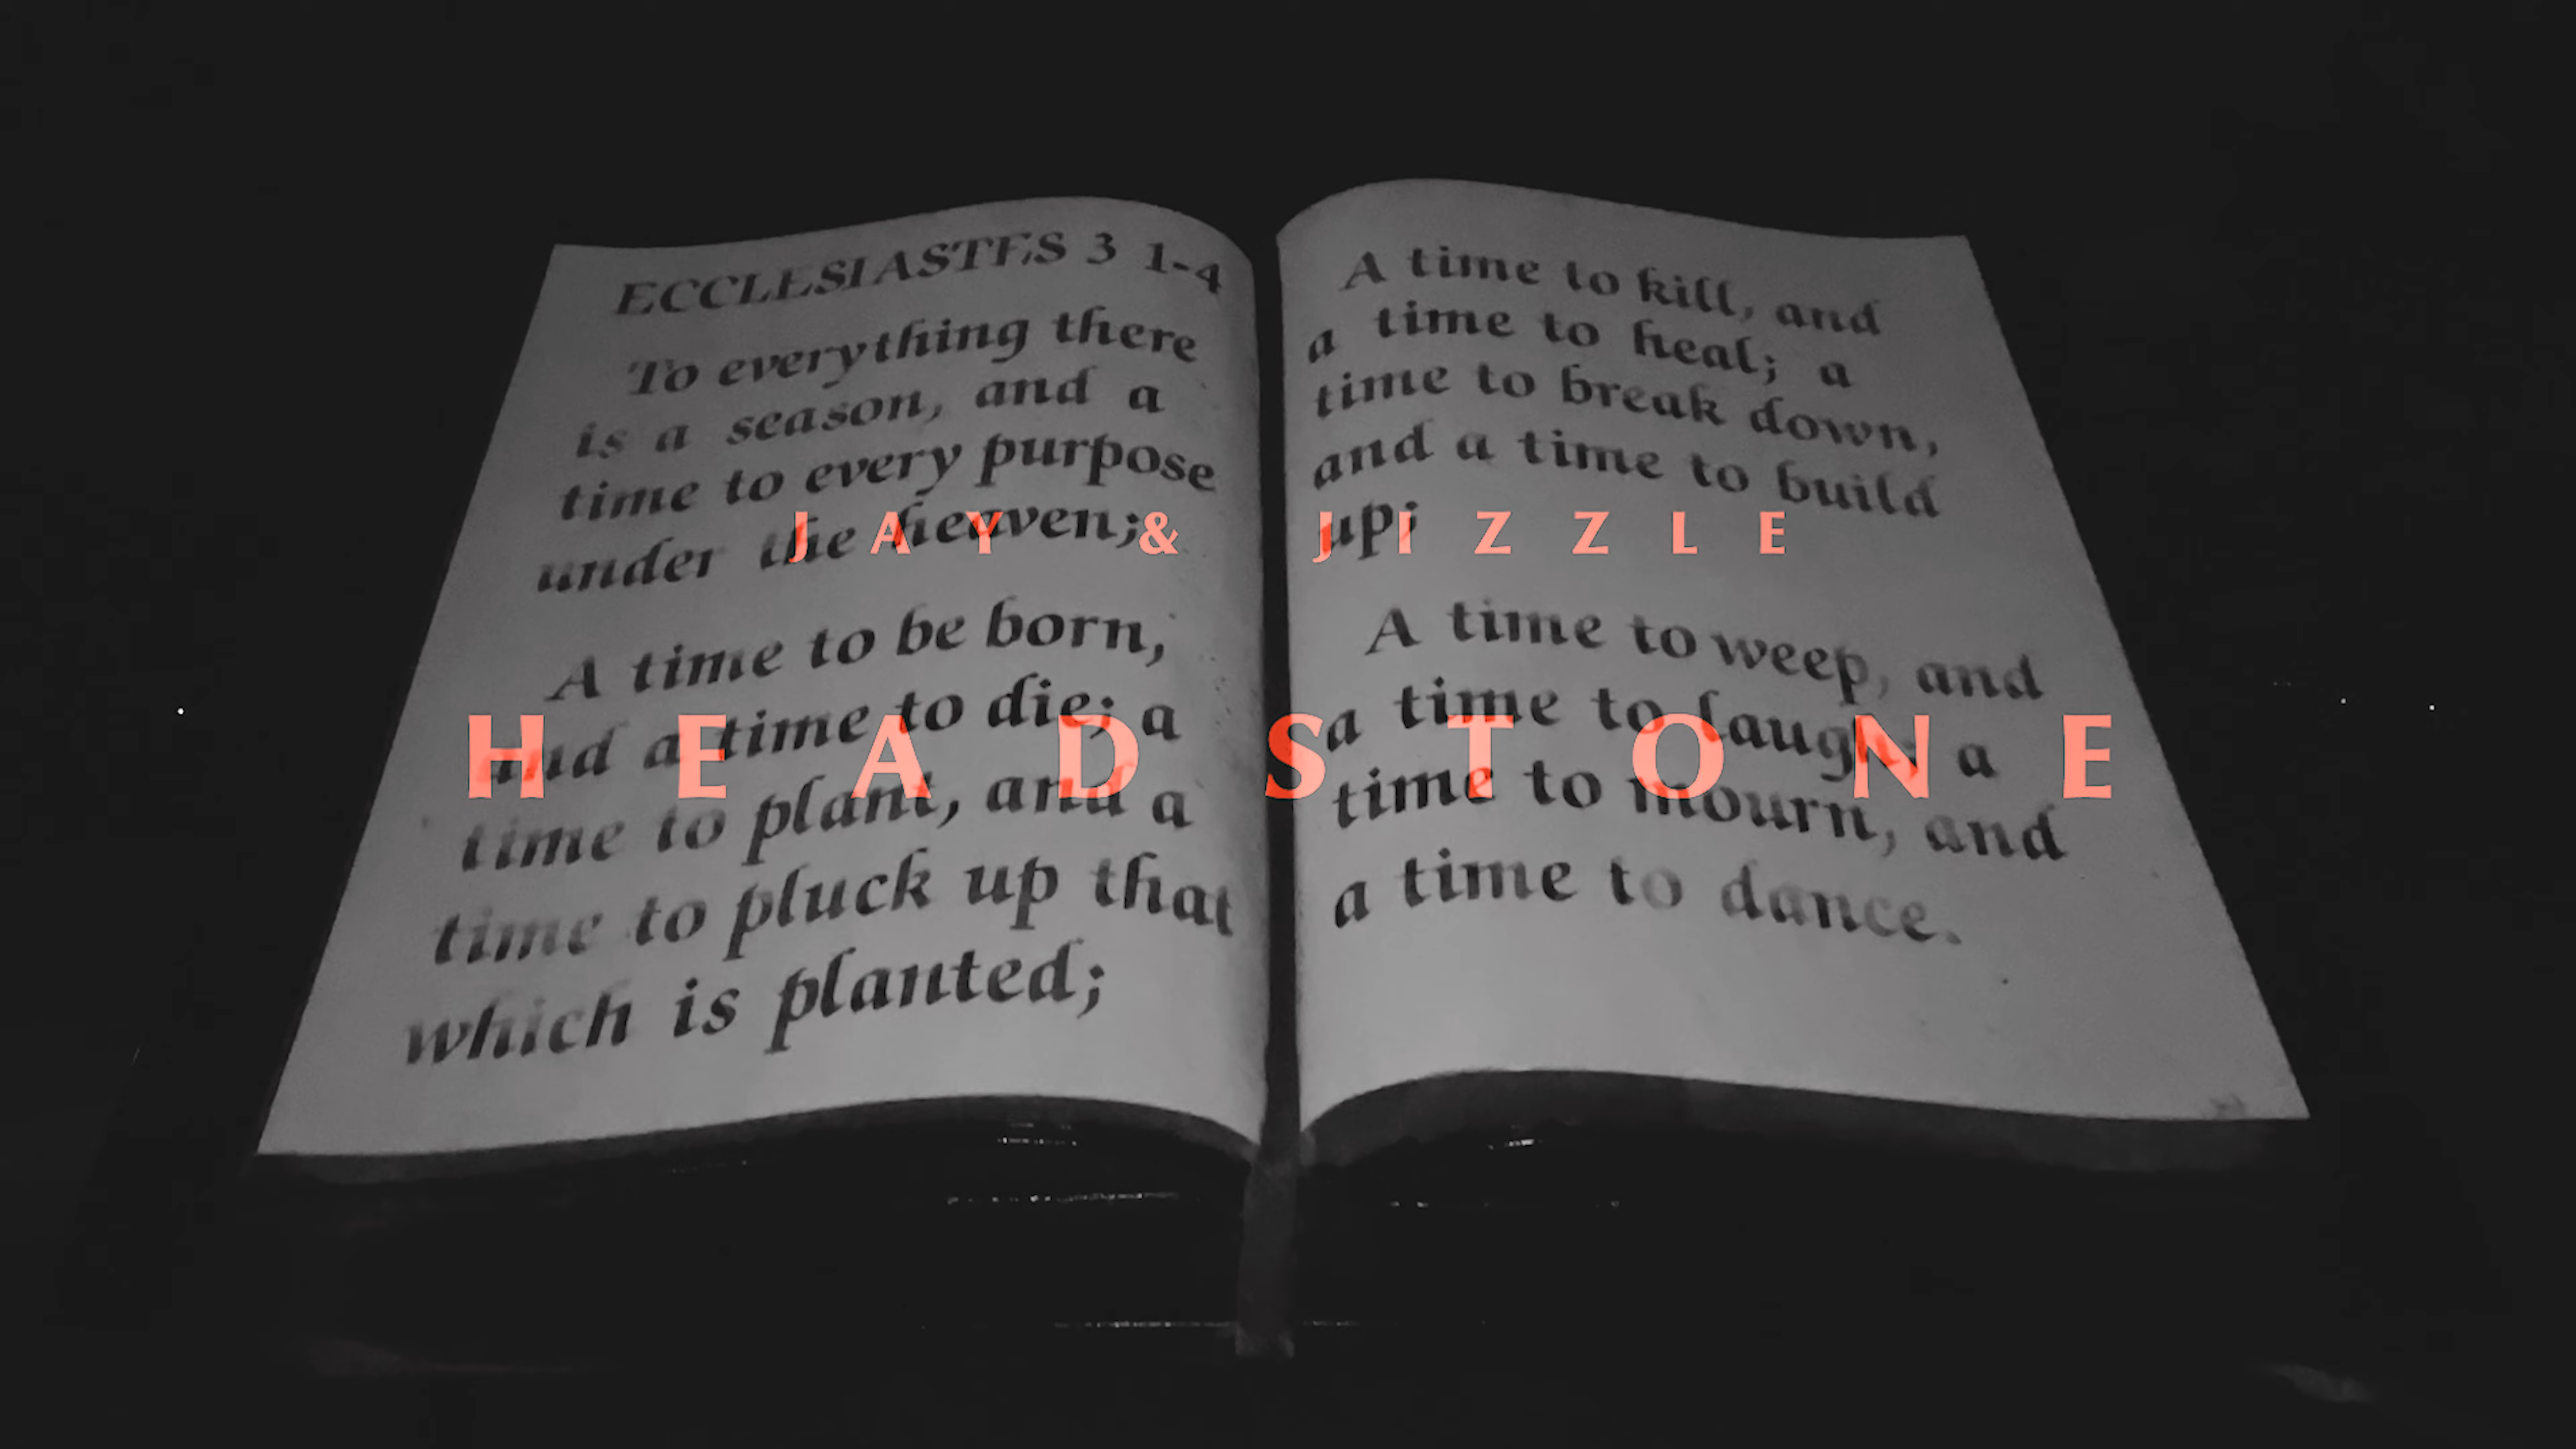 ECCLESIASTES 3 1-4
To everything there
is a season, and a
time to every purpose
under the heaven;
A time to be born,
and a time to die; a
time to plant, and a
time to pluck up that
which is planted;
A time to kill, and
a time to heal; a
time to break down,
and a time to build
up;
A time to weep, and
a time to laugh; a
time to mourn, and
a time to dance.
JAY & JIZZLE
HEADSTONE